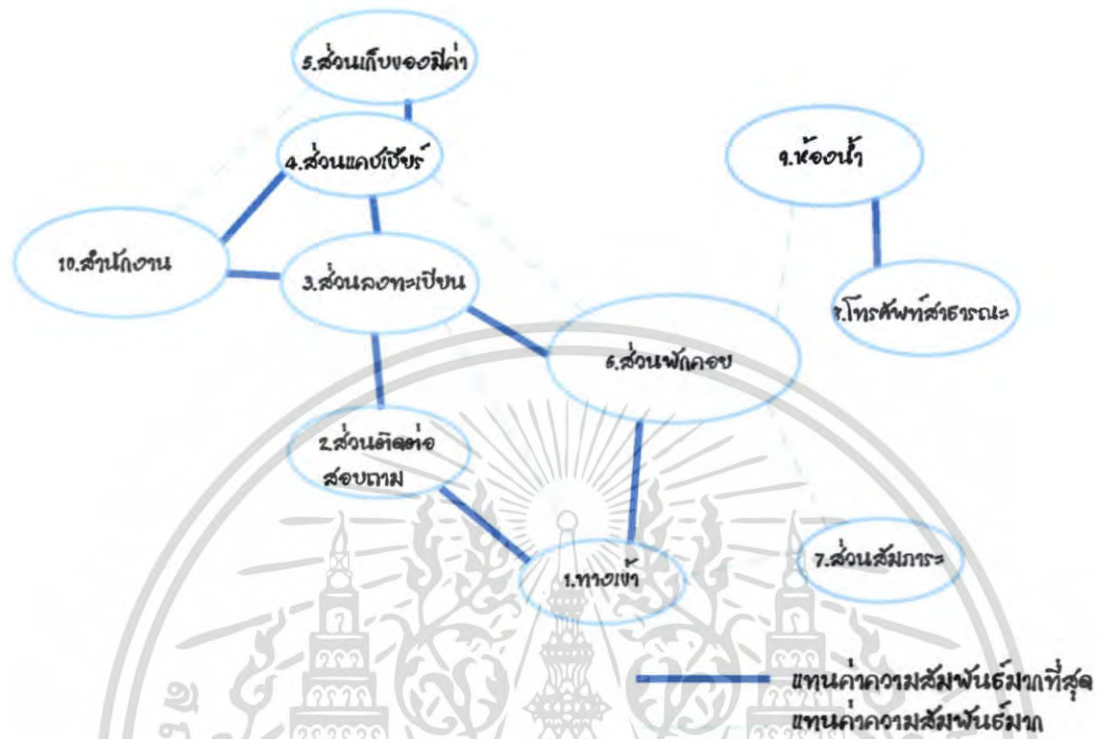 5.ส่วนเก็บของมีค่า
4.ส่วนแคชเชียร์
9.ห้องน้ำ
10.สำนักงาน
3.ส่วนลงทะเบียน
8.โทรศัพท์สาธารณะ
6.ส่วนพักคอย
2.ส่วนติดต่อ
สอบถาม
1.ทางเข้า
7.ส่วนสัมภาระ
แทนค่าความสัมพันธ์มากที่สุด
แทนค่าความสัมพันธ์มาก